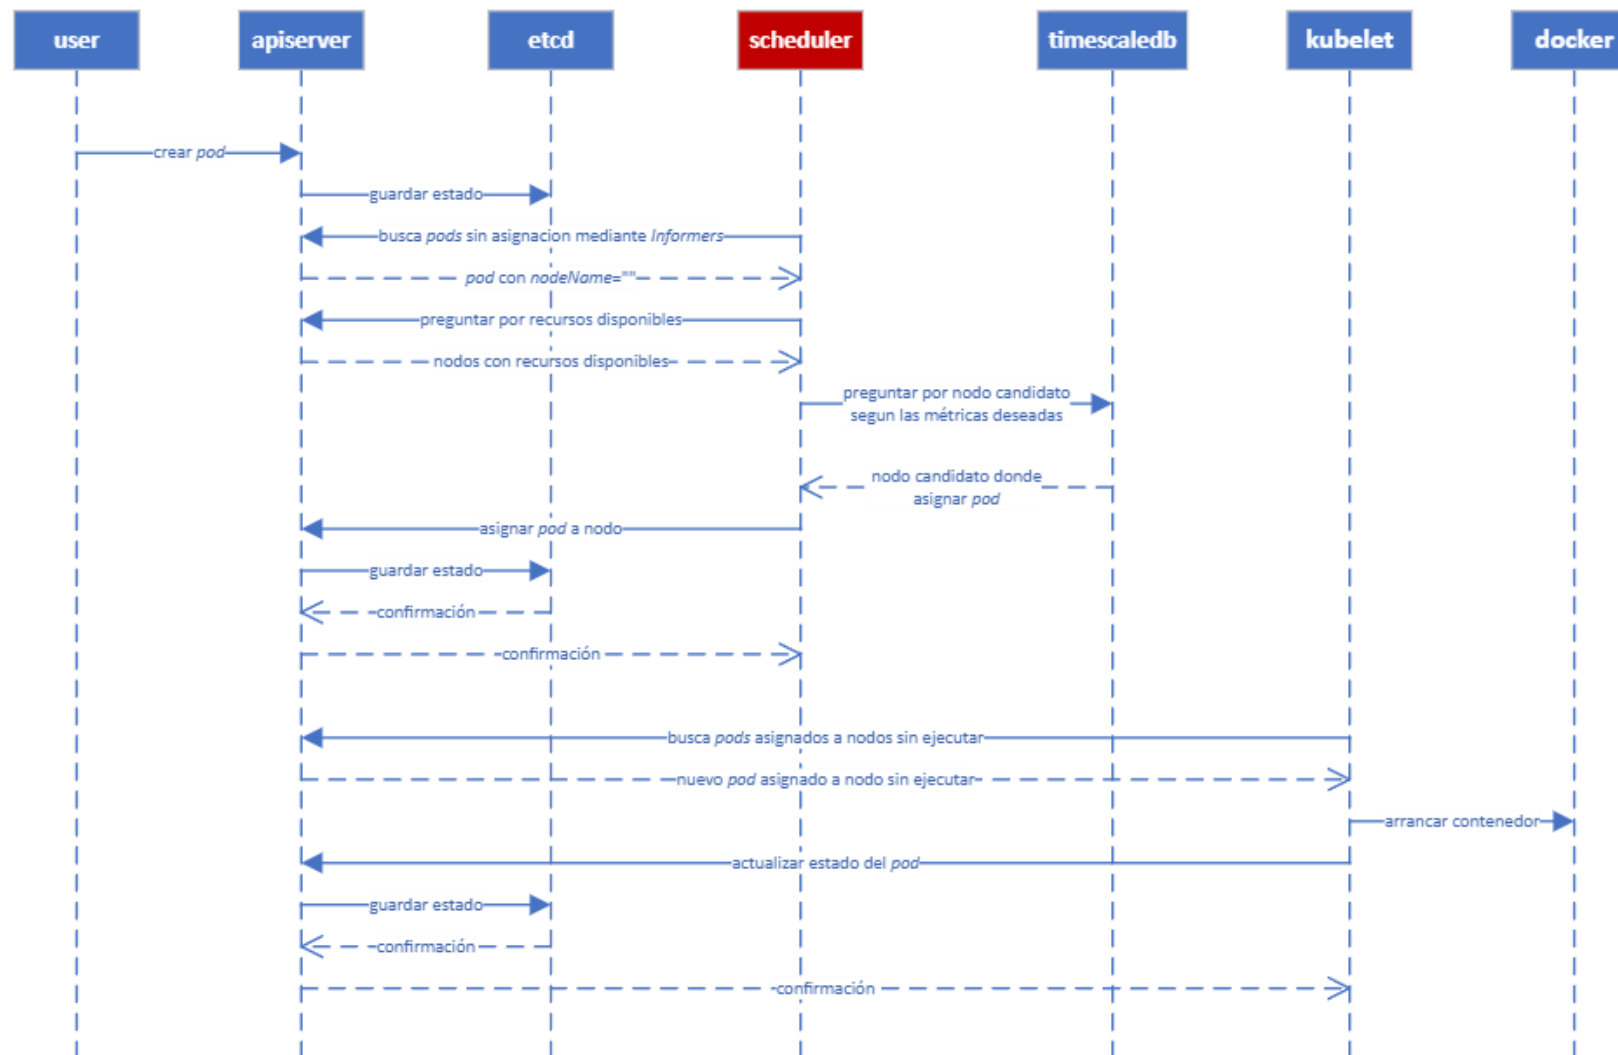 user
apiserver
etcd
scheduler
timescaledb
kubelet
docker
crear pod
guardar estado
busca pods sin asignacion mediante Informers
pod con nodeName=""
preguntar por recursos disponibles
nodos con recursos disponibles
preguntar por nodo candidato
segun las métricas deseadas
nodo candidato donde
asignar pod
asignar pod a nodo
guardar estado
confirmación
confirmación
busca pods asignados a nodos sin ejecutar
nuevo pod asignado a nodo sin ejecutar
arrancar contenedor
actualizar estado del pod
guardar estado
confirmación
confirmación